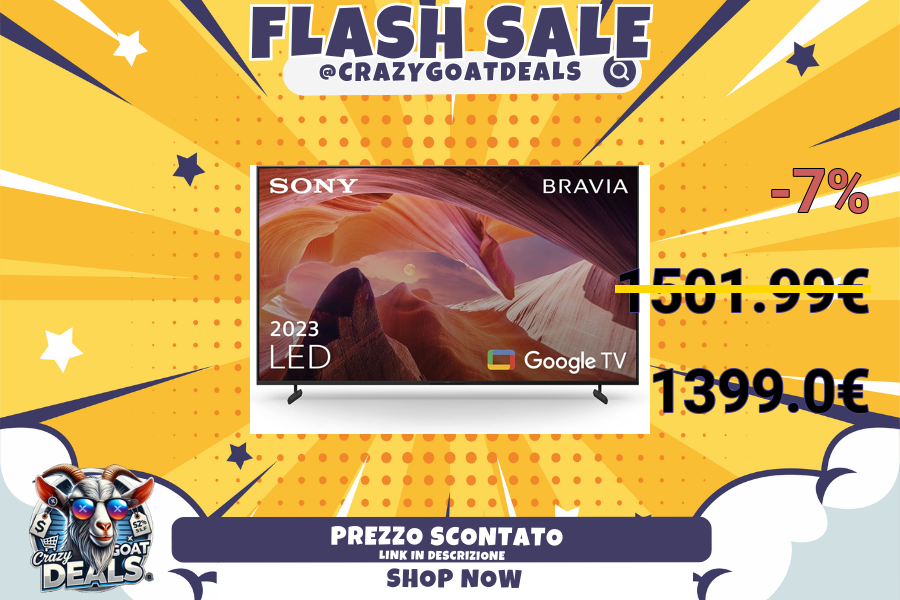 FLASH SALE
@CRAZYGOATDEALS
-7%
SONY
BRAVIA
1501.99€
2023
LED
Google TV
1399.0€
$
52%
Crazy
GOAT
DEALS
PREZZO SCONTATO
LINK IN DESCRIZIONE
SHOP NOW